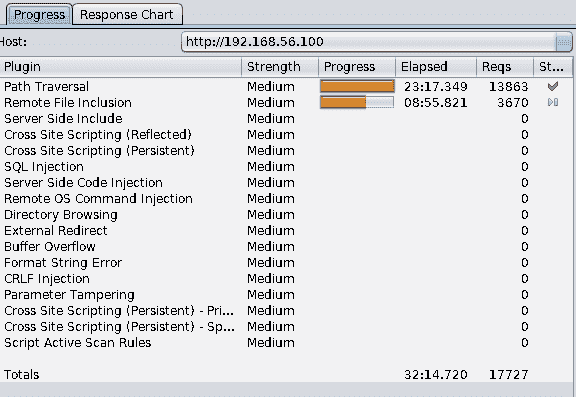 Progress Response Chart
Host: http://192.168.56.100
Plugin Strength Progress Elapsed Reqs St...
Path Traversal Medium 23:17.349 13863
Remote File Inclusion Medium 08:55.821 3670
Server Side Include Medium 0
Cross Site Scripting (Reflected) Medium 0
Cross Site Scripting (Persistent) Medium 0
SQL Injection Medium 0
Server Side Code Injection Medium 0
Remote OS Command Injection Medium 0
Directory Browsing Medium 0
External Redirect Medium 0
Buffer Overflow Medium 0
Format String Error Medium 0
CRLF Injection Medium 0
Parameter Tampering Medium 0
Cross Site Scripting (Persistent) - Pri... Medium 0
Cross Site Scripting (Persistent) - Sp... Medium 0
Script Active Scan Rules Medium 0
Totals 32:14.720 17727